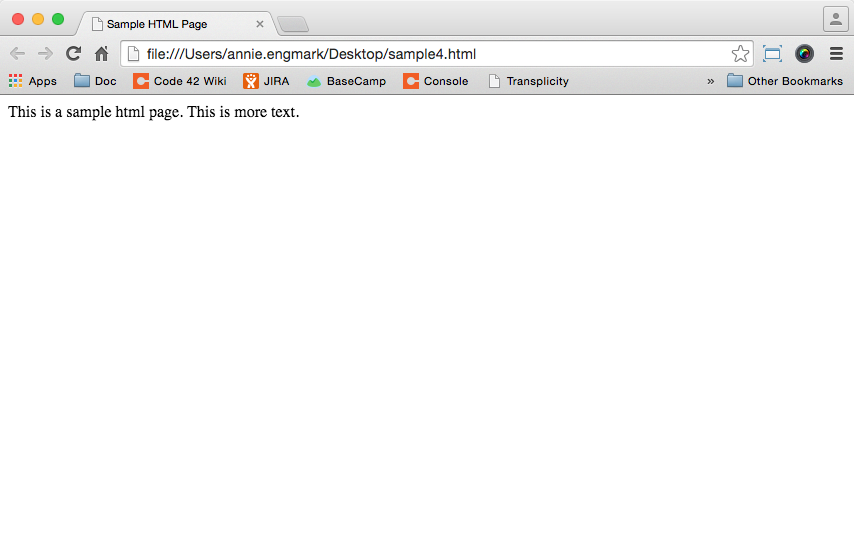 Sample HTML Page
file:///Users/annie.engmark/Desktop/sample4.html
Apps Doc Code 42 Wiki JIRA BaseCamp Console Transplicity » Other Bookmarks
This is a sample html page. This is more text.